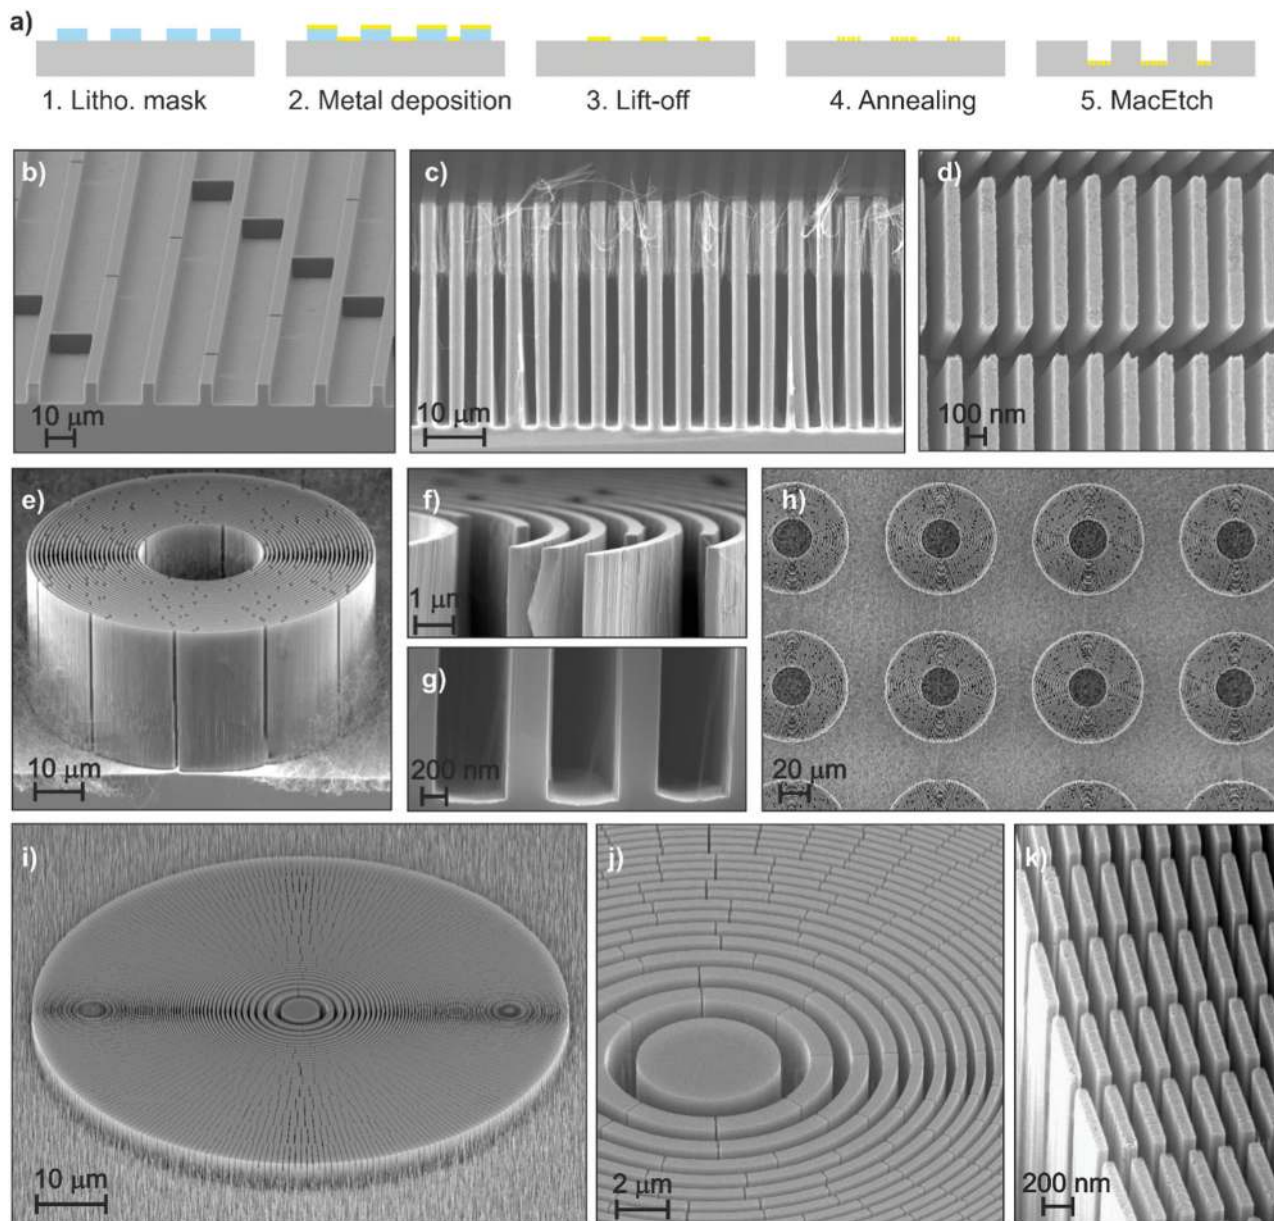 a)
1. Litho. mask
2. Metal deposition
3. Lift-off
4. Annealing
5. MacEtch
b)
10 μm
c)
10 μm
d)
100 nm
e)
10 μm
f)
1 μm
g)
200 nm
h)
20 μm
i)
10 μm
j)
2 μm
k)
200 nm